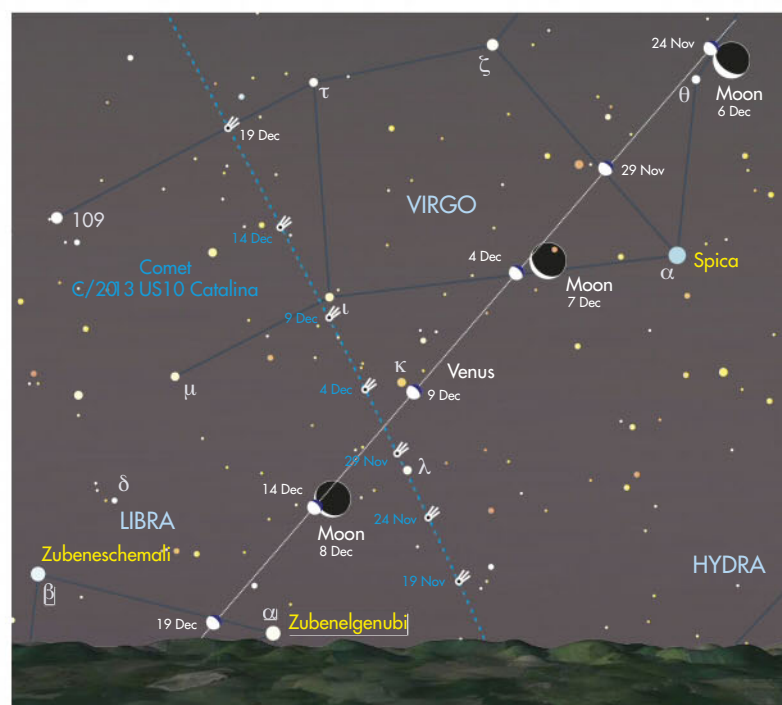 24 Nov
ζ
τ
Moon
6 Dec
θ
19 Dec
29 Nov
VIRGO
109
14 Dec
4 Dec
Moon
7 Dec
Spica
α
Comet
C/2013 US10 Catalina
ι
9 Dec
κ
Venus
μ
4 Dec
9 Dec
29 Nov
λ
δ
14 Dec
LIBRA
Moon
8 Dec
24 Nov
Zubeneschemali
HYDRA
19 Nov
β
19 Dec
α
Zubenelgenubi